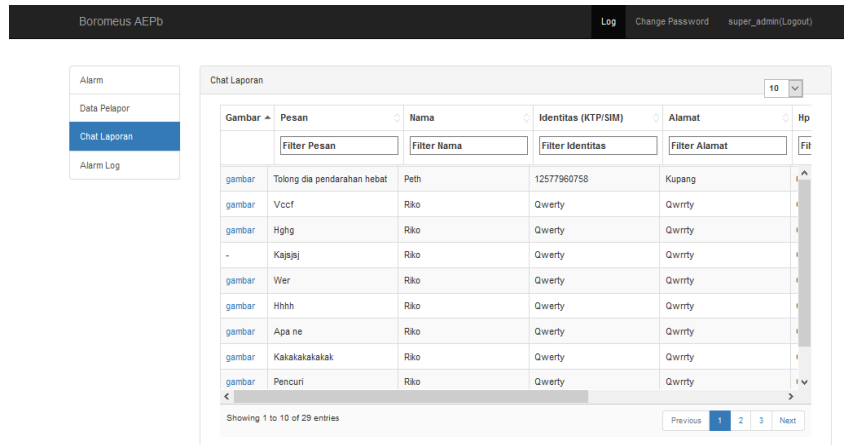 Boromeus AEPb Log Change Password super_admin(Logout)
Alarm
Data Pelapor
Chat Laporan
Alarm Log
Chat Laporan
10
Gambar Pesan Nama Identitas (KTP/SIM) Alamat Hp
Filter Pesan Filter Nama Filter Identitas Filter Alamat
gambar Tolong dia pendarahan hebat Peth 12577960758 Kupang
gambar Vccf Riko Qwerty Qwrrty
gambar Hghg Riko Qwerty Qwrrty
- Kajsjsj Riko Qwerty Qwrrty
gambar Wer Riko Qwerty Qwrrty
gambar Hhhh Riko Qwerty Qwrrty
gambar Apa ne Riko Qwerty Qwrrty
gambar Kakakakakakak Riko Qwerty Qwrrty
gambar Pencuri Riko Qwerty Qwrrty
Showing 1 to 10 of 29 entries
Previous 1 2 3 Next